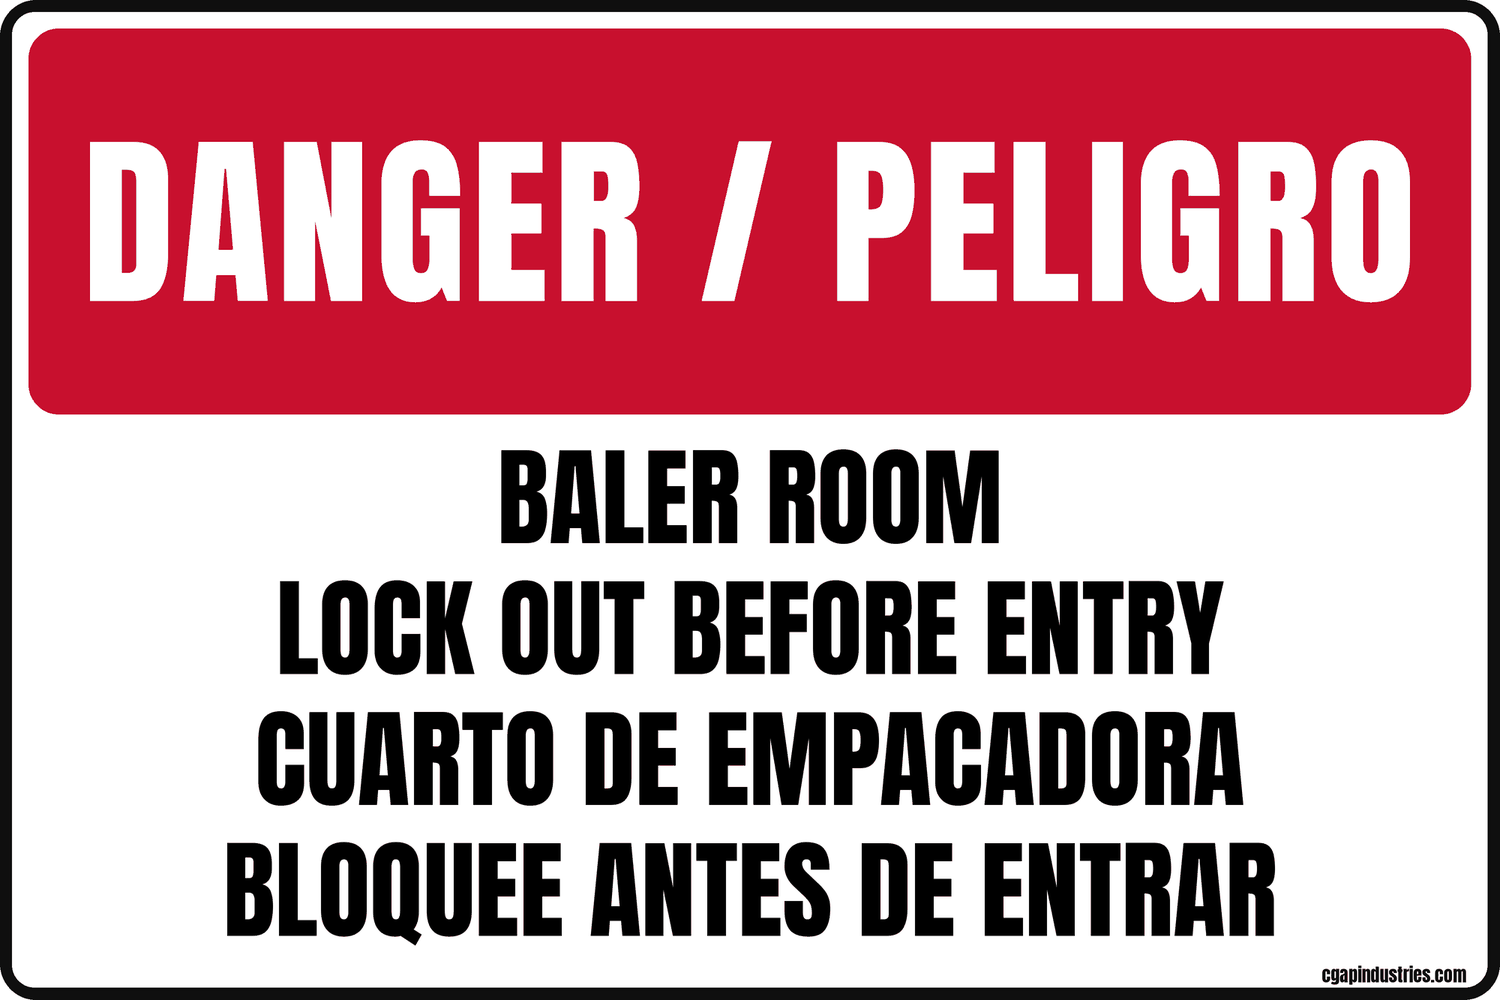 DANGER / PELIGRO
BALER ROOM
LOCK OUT BEFORE ENTRY
CUARTO DE EMPACADORA
BLOQUEE ANTES DE ENTRAR
cgapindustries.com